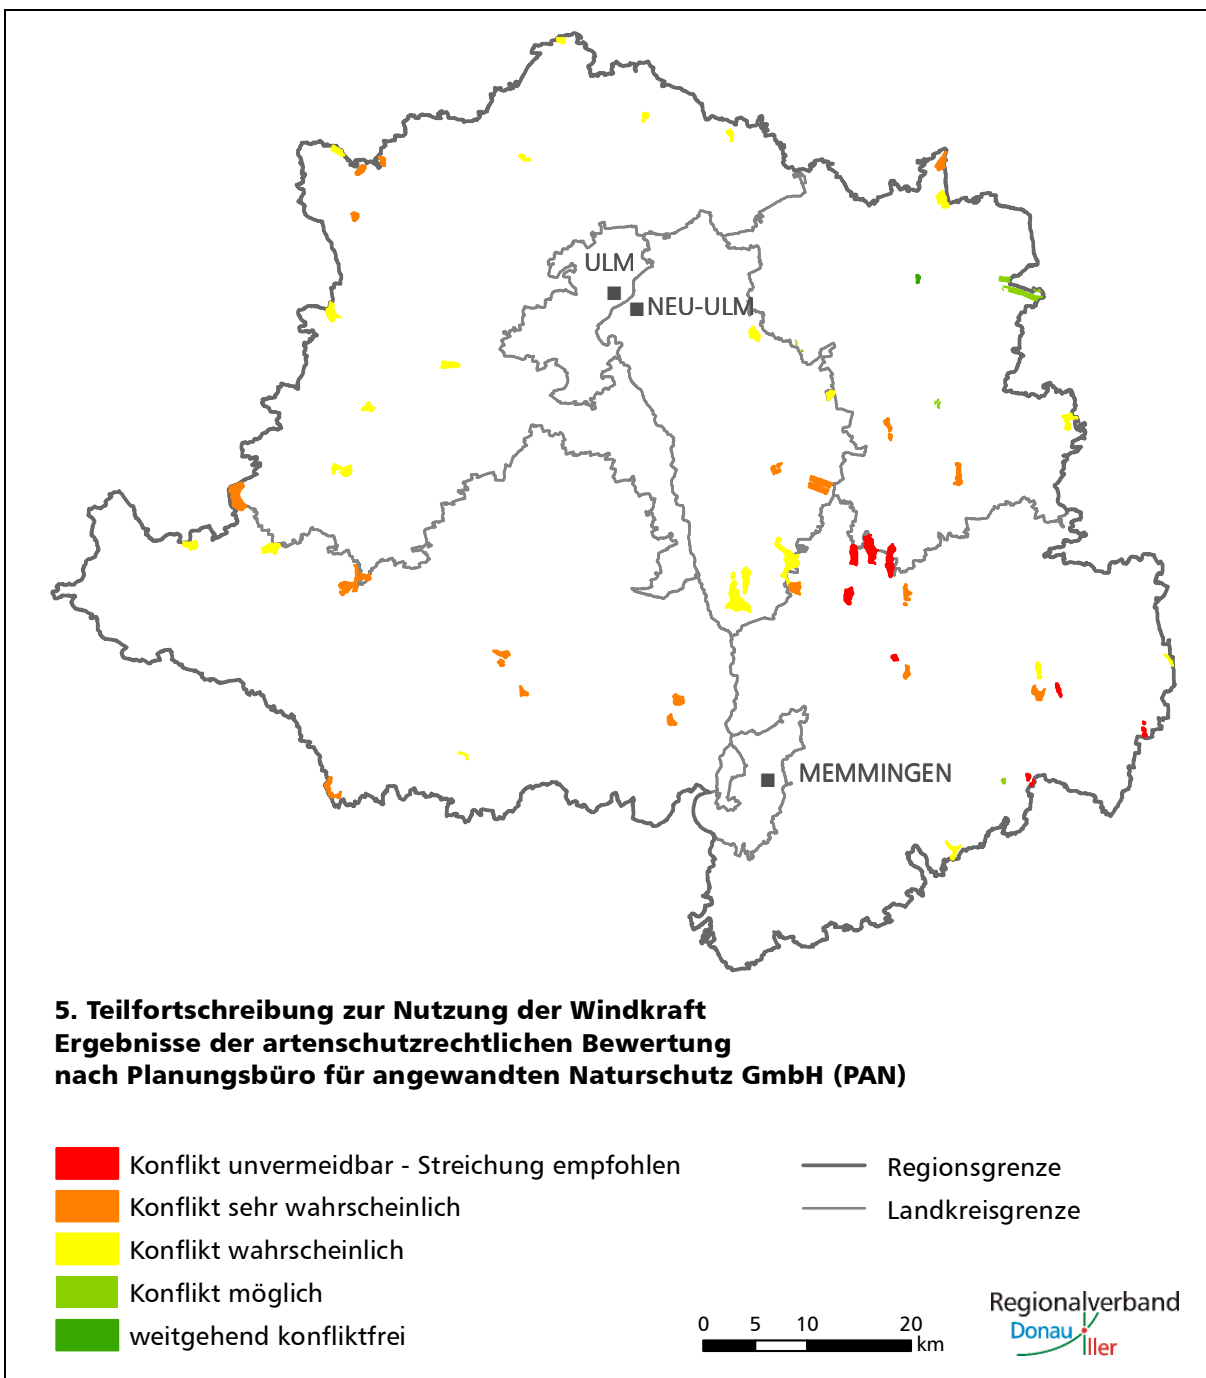 ULM
NEU-ULM
MEMMINGEN
5. Teilfortschreibung zur Nutzung der Windkraft
Ergebnisse der artenschutzrechtlichen Bewertung
nach Planungsbüro für angewandten Naturschutz GmbH (PAN)
Konflikt unvermeidbar - Streichung empfohlen
Konflikt sehr wahrscheinlich
Konflikt wahrscheinlich
Konflikt möglich
weitgehend konfliktfrei
Regionsgrenze
Landkreisgrenze
0 5 10 20
km
Regionalverband
Donau
Iller